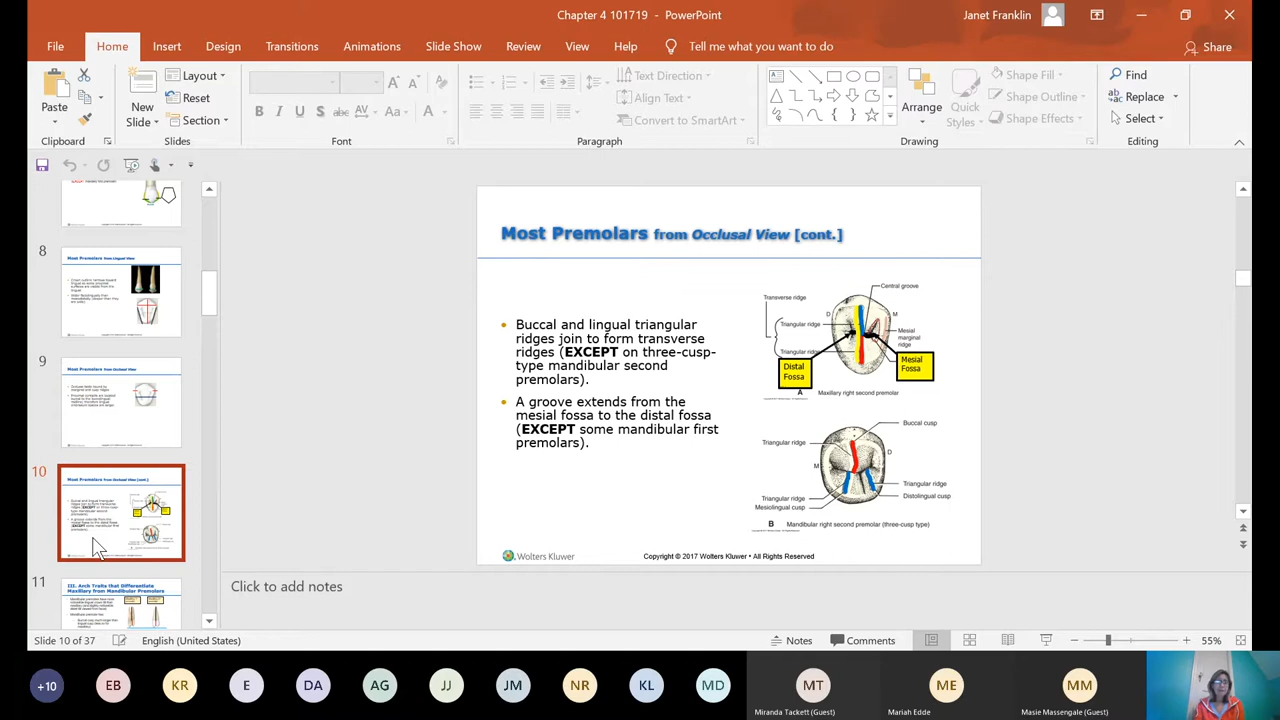 Chapter 4 101719 - PowerPoint
Janet Franklin
File Home Insert Design Transitions Animations Slide Show Review View Help Tell me what you want to do Share
Paste
New Slide
Layout
Reset
Section
B I U S abc AV Aa A
Text Direction
Align Text
Convert to SmartArt
Arrange
Quick Styles
Shape Fill
Shape Outline
Shape Effects
Find
Replace
Select
Clipboard Slides Font Paragraph Drawing Editing
8
Most Premolars from Lingual View
9
Most Premolars from Occlusal View
10
Most Premolars from Occlusal View [cont.]
11
III. Arch Traits that Differentiate
Maxillary from Mandibular Premolars
Most Premolars from Occlusal View [cont.]
Buccal and lingual triangular
ridges join to form transverse
ridges (EXCEPT on three-cusp-
type mandibular second
premolars).
A groove extends from the
mesial fossa to the distal fossa
(EXCEPT some mandibular first
premolars).
Central groove
Transverse ridge
D
M
Triangular ridge
Mesial
marginal
ridge
Triangular ridge
Distal
Fossa
Mesial
Fossa
A Maxillary right second premolar
Buccal cusp
Triangular ridge
D
M
Triangular ridge
Triangular ridge
Distolingual cusp
Mesiolingual cusp
B Mandibular right second premolar (three-cusp type)
Wolters Kluwer
Copyright © 2017 Wolters Kluwer • All Rights Reserved
Click to add notes
Slide 10 of 37 English (United States) Notes Comments 55%
+10 EB KR E DA AG JJ JM NR KL MD MT ME MM
Miranda Tackett (Guest) Mariah Edde Masie Massengale (Guest)